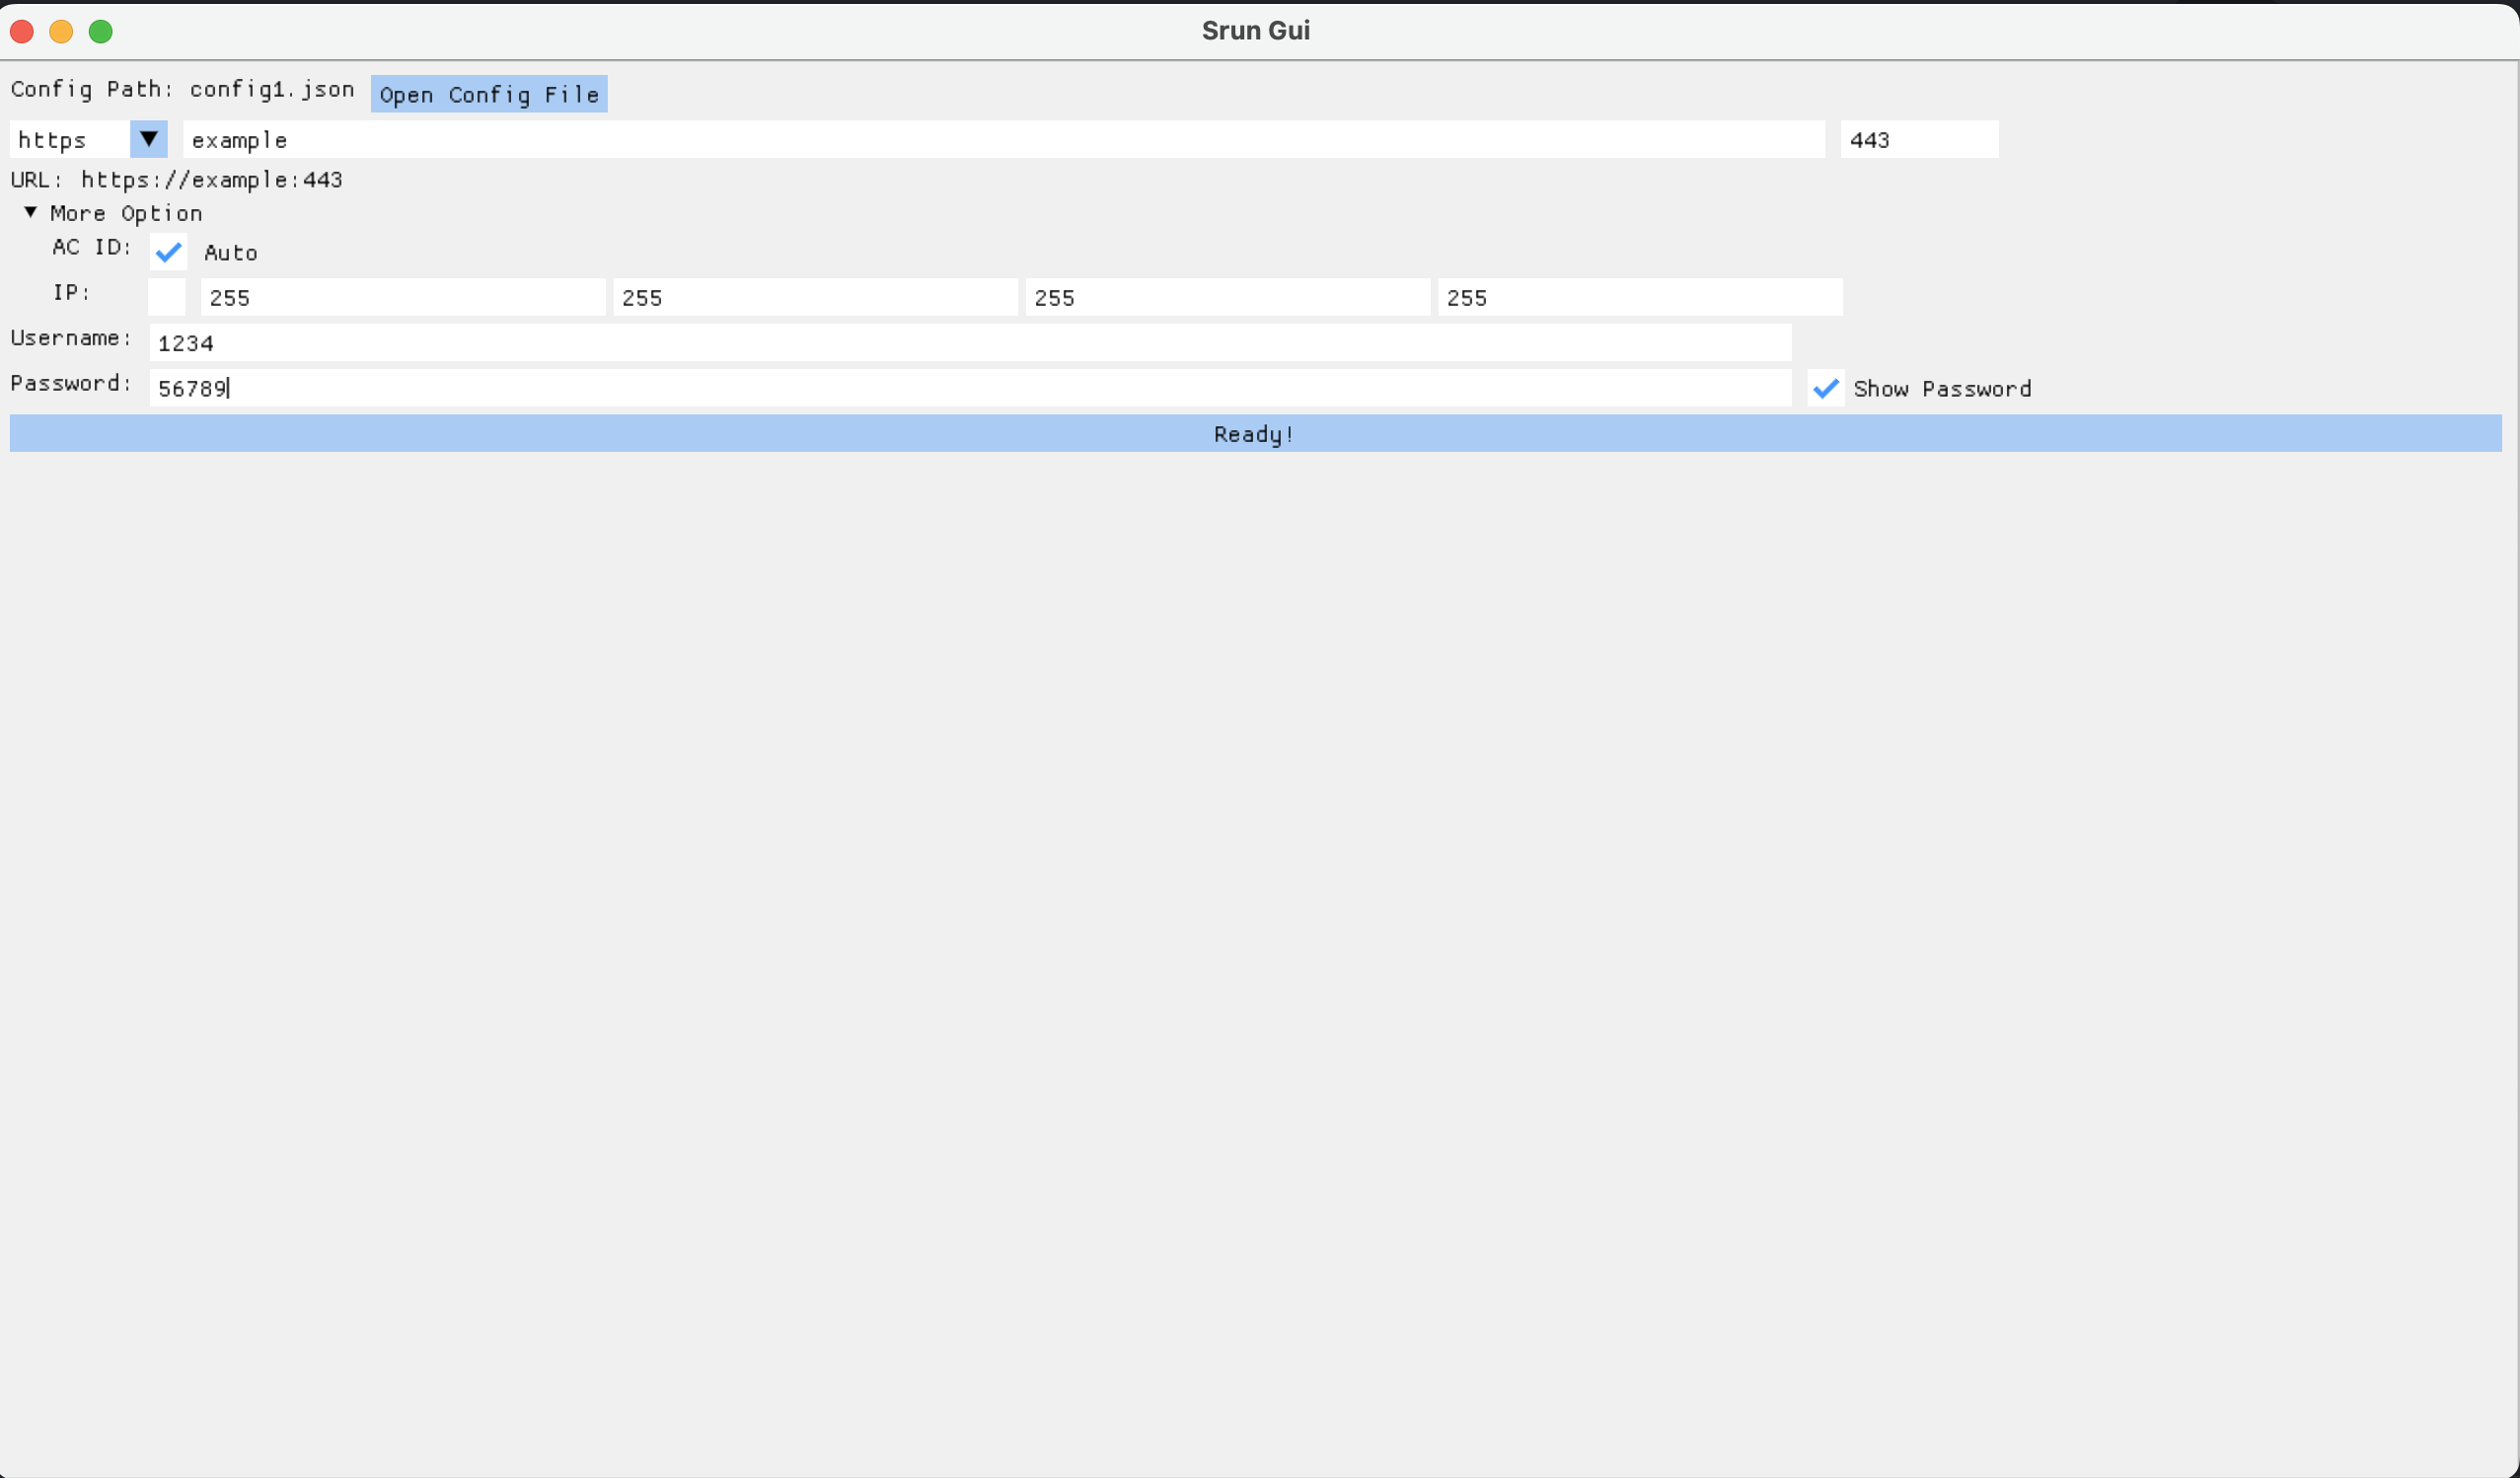 Srun Gui
Config Path: config1.json Open Config File
https example 443
URL: https://example:443
More Option
AC ID: Auto
IP: 255 255 255 255
Username: 1234
Password: 56789 Show Password
Ready!